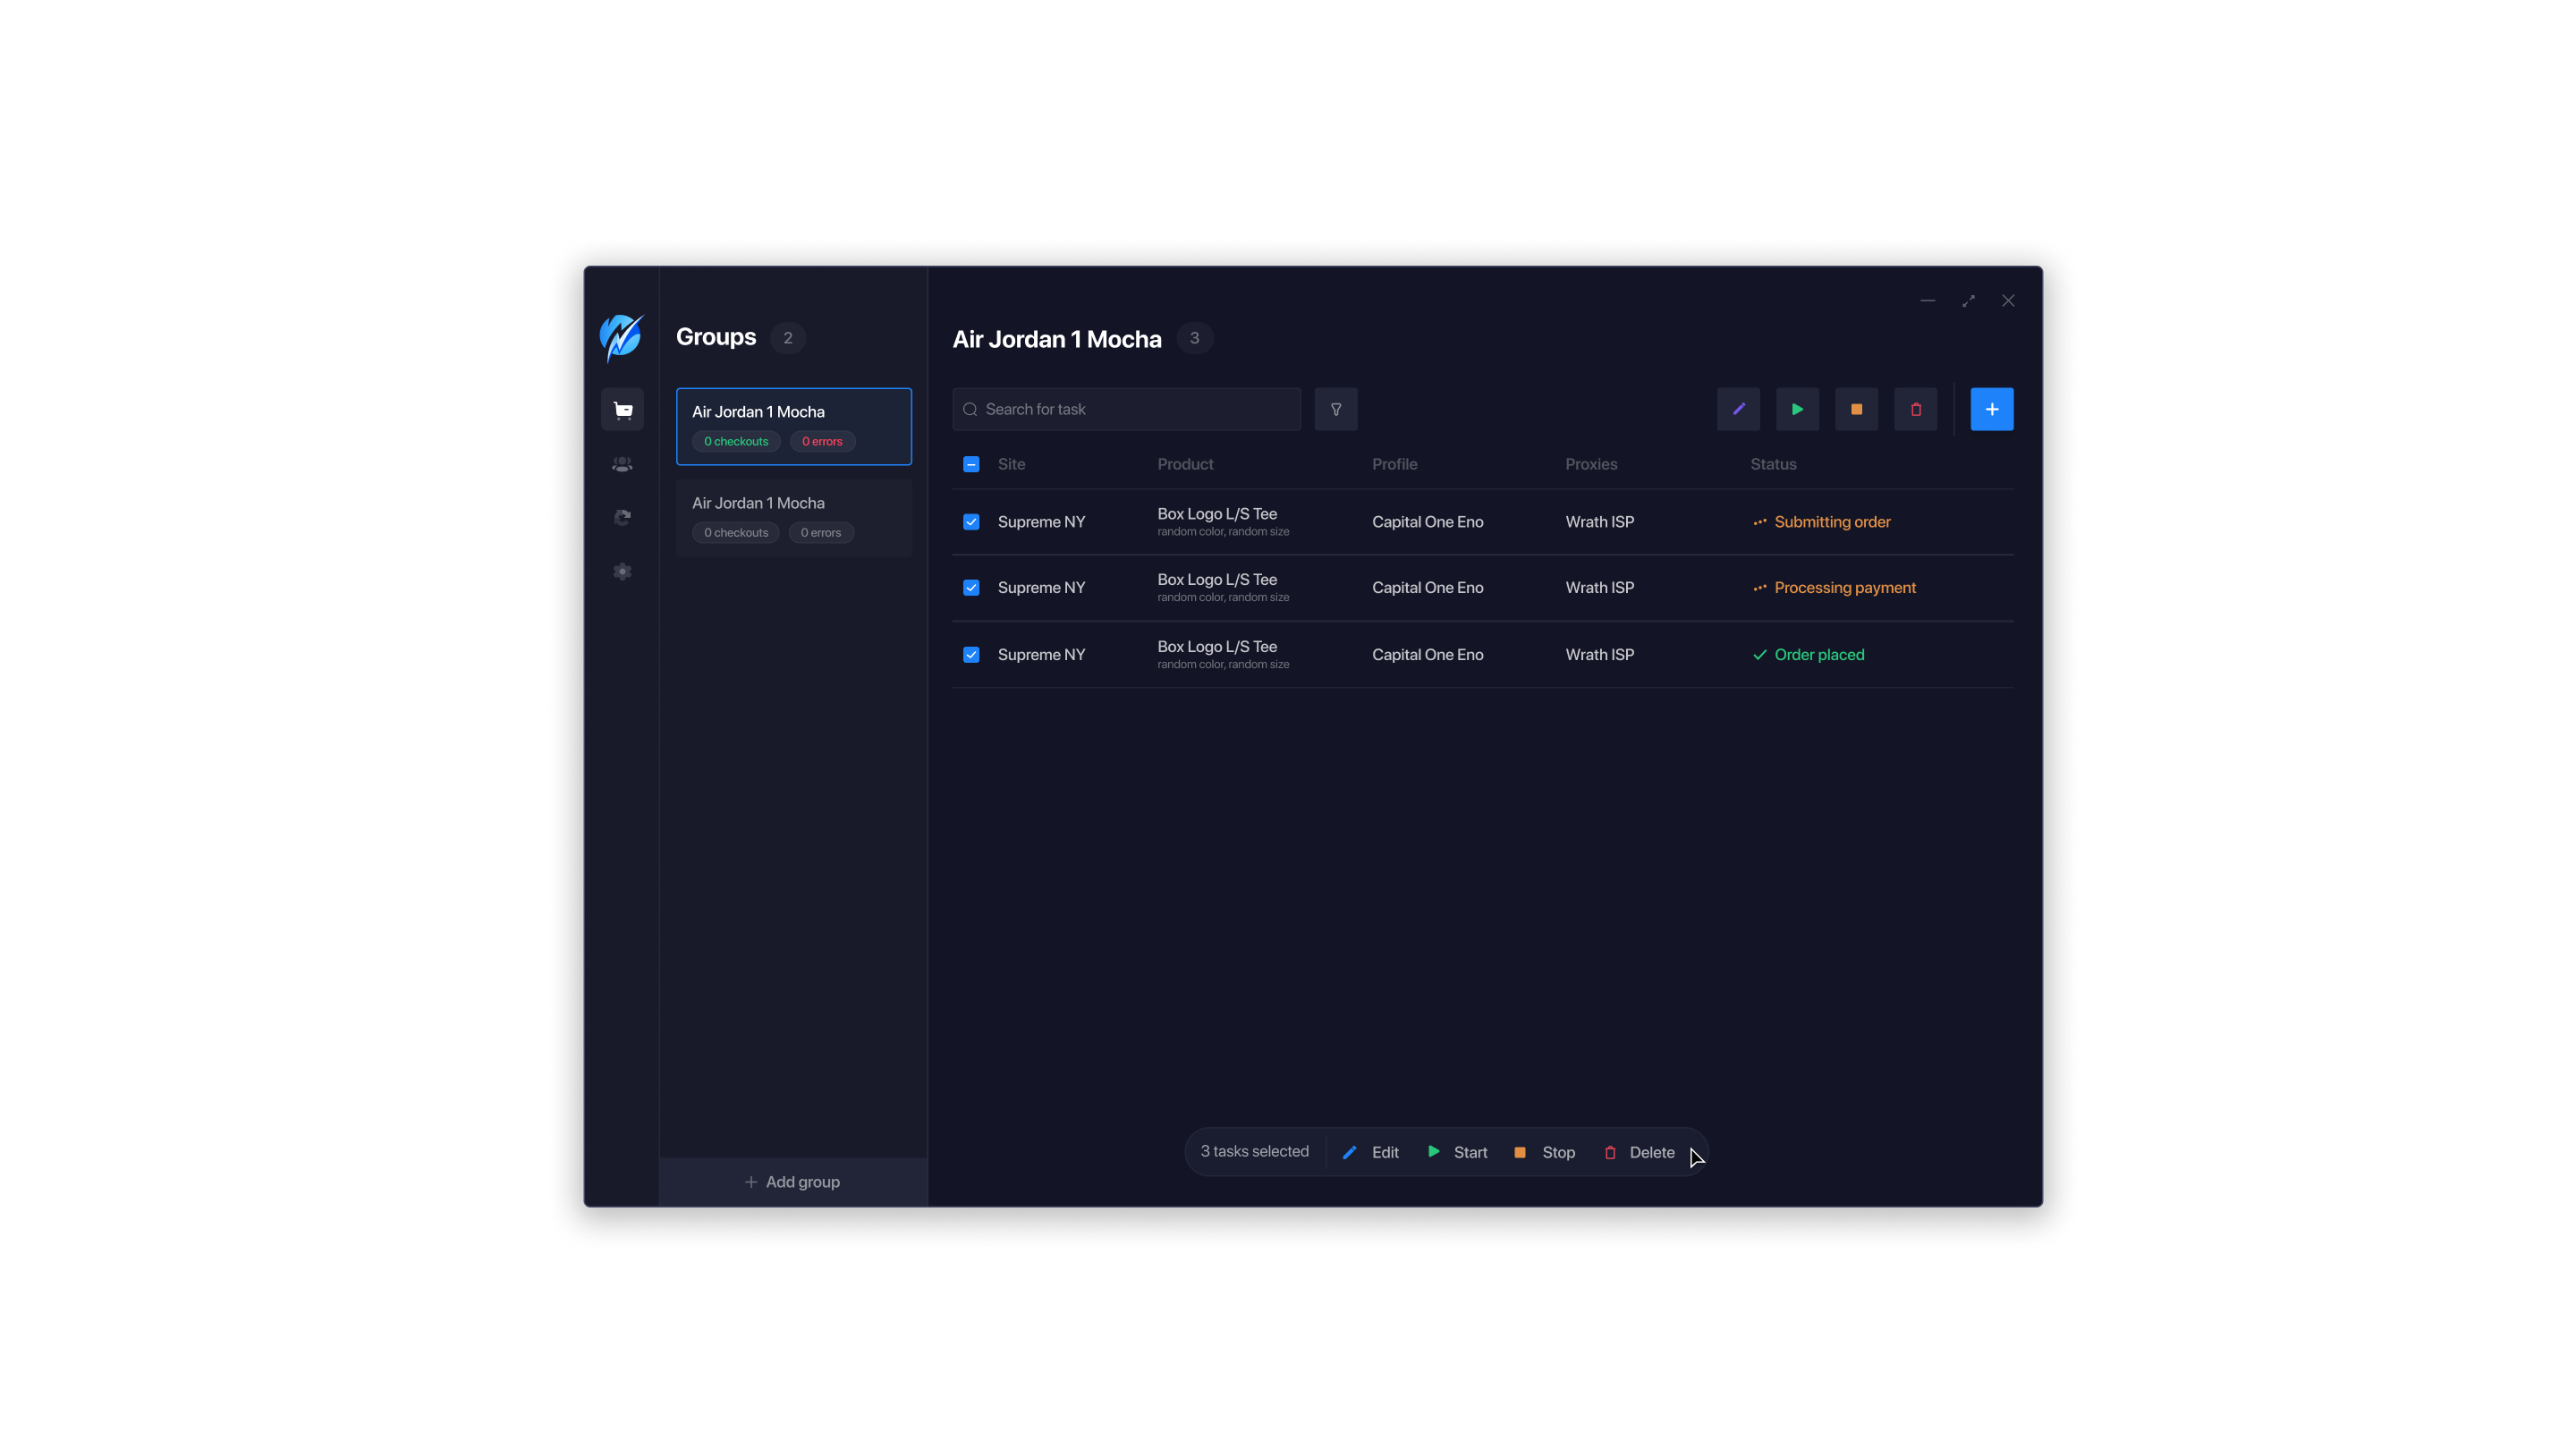 Groups 2
Air Jordan 1 Mocha
0 checkouts 0 errors
Air Jordan 1 Mocha
0 checkouts 0 errors
Add group
Air Jordan 1 Mocha 3
Search for task
Site Product Profile Proxies Status
Supreme NY Box Logo L/S Tee Capital One Eno Wrath ISP Submitting order
random color, random size
Supreme NY Box Logo L/S Tee Capital One Eno Wrath ISP Processing payment
random color, random size
Supreme NY Box Logo L/S Tee Capital One Eno Wrath ISP Order placed
random color, random size
3 tasks selected Edit Start Stop Delete